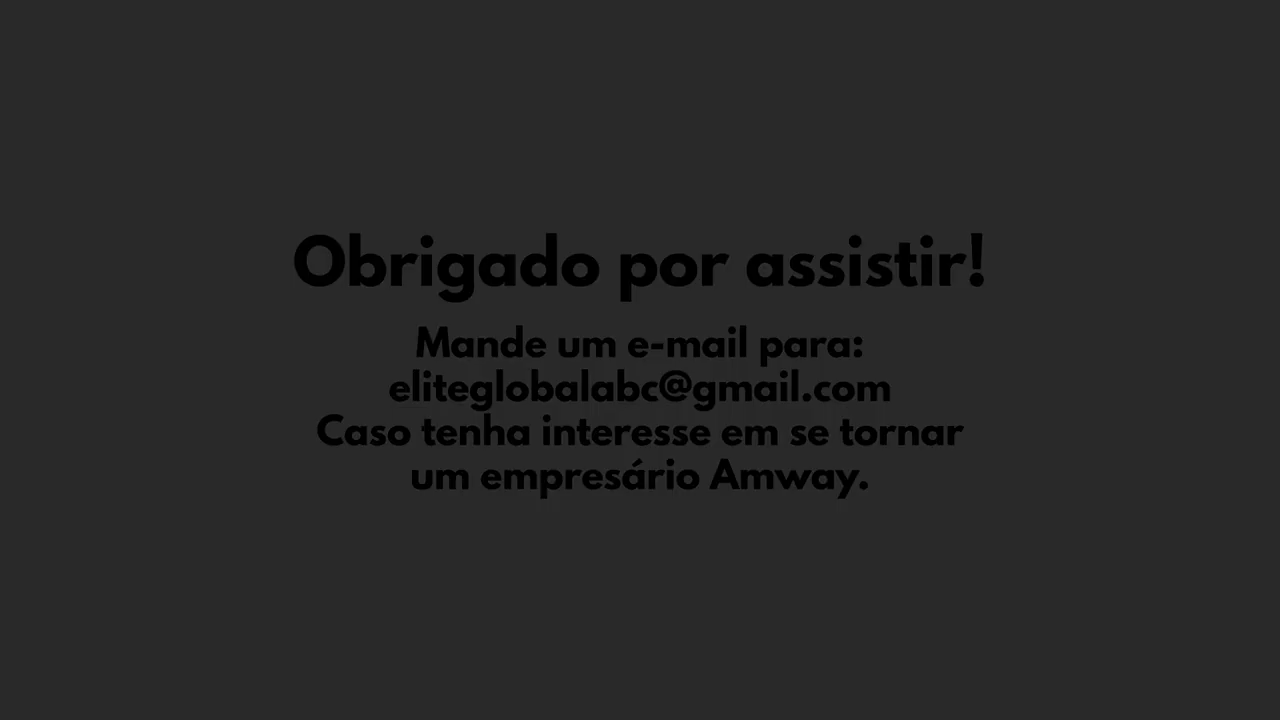 Obrigado por assistir!
Mande um e-mail para:
eliteglobalabc@gmail.com
Caso tenha interesse em se tornar
um empresário Amway.